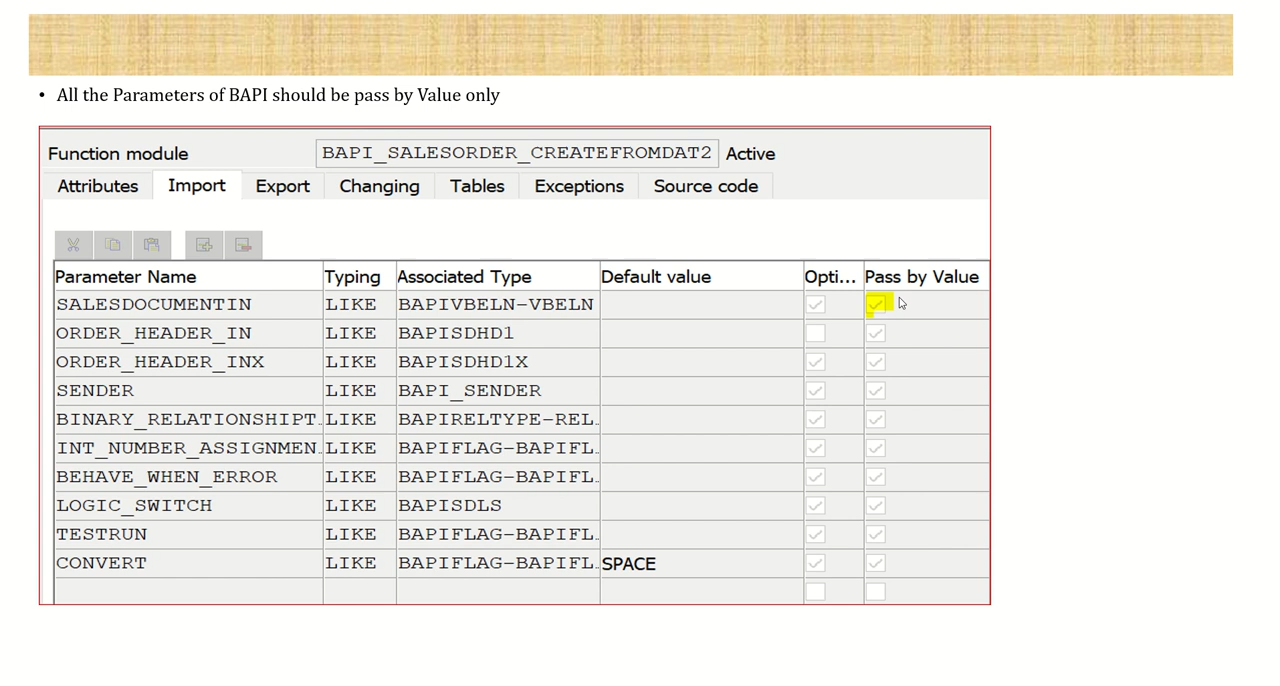 • All the Parameters of BAPI should be pass by Value only
Function module BAPI_SALESORDER_CREATEFROMDAT2 Active
Attributes Import Export Changing Tables Exceptions Source code
Parameter Name Typing Associated Type Default value Opti... Pass by Value
SALESDOCUMENTIN LIKE BAPIVBELN-VBELN
ORDER_HEADER_IN LIKE BAPISDHD1
ORDER_HEADER_INX LIKE BAPISDHD1X
SENDER LIKE BAPI_SENDER
BINARY_RELATIONSHIPT… LIKE BAPIRELTYPE-REL…
INT_NUMBER_ASSIGNMEN… LIKE BAPIFLAG-BAPIFL…
BEHAVE_WHEN_ERROR LIKE BAPIFLAG-BAPIFL…
LOGIC_SWITCH LIKE BAPISDLS
TESTRUN LIKE BAPIFLAG-BAPIFL…
CONVERT LIKE BAPIFLAG-BAPIFL… SPACE